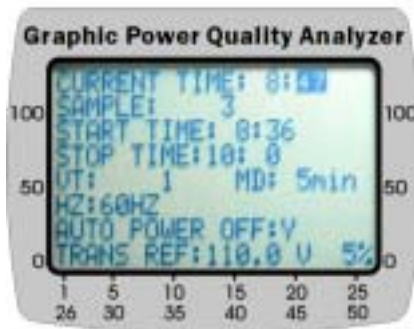 Graphic Power Quality Analyzer
CURRENT TIME: 8:
SAMPLE: 3
START TIME: 8:36
STOP TIME:10: 0
VT: 1 MD: 5min
HZ:60HZ
AUTO POWER OFF:Y
TRANS REF:110.0 V 5%
100 100
50 50
0 0
1 5 10 15 20 25
26 30 35 40 45 50